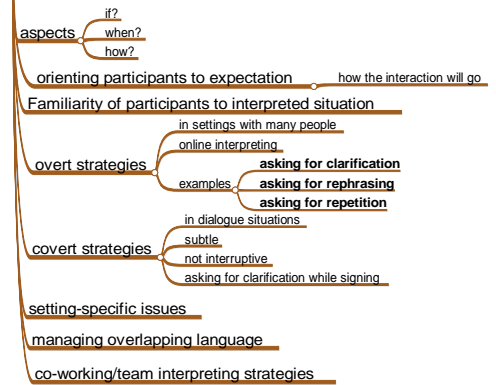 aspects
if?
when?
how?
orienting participants to expectation
how the interaction will go
Familiarity of participants to interpreted situation
overt strategies
in settings with many people
online interpreting
examples
asking for clarification
asking for rephrasing
asking for repetition
covert strategies
in dialogue situations
subtle
not interruptive
asking for clarification while signing
setting-specific issues
managing overlapping language
co-working/team interpreting strategies